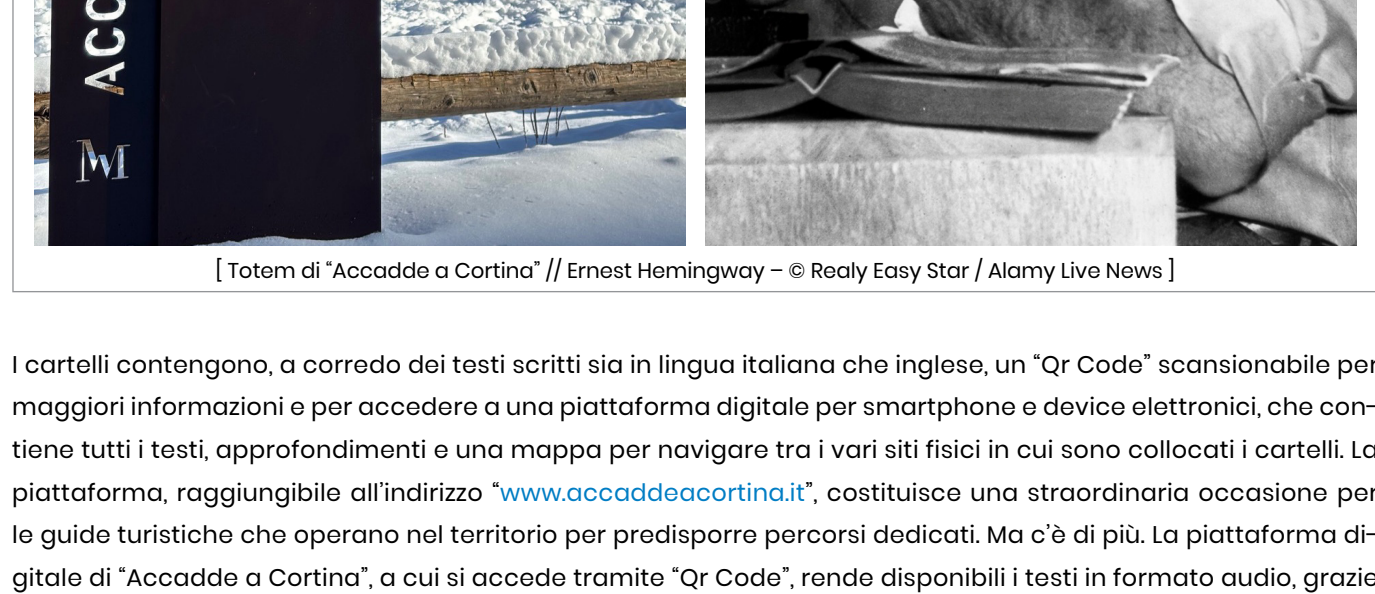 ACC
M
[ Totem di “Accadde a Cortina” // Ernest Hemingway – © Realy Easy Star / Alamy Live News ]
I cartelli contengono, a corredo dei testi scritti sia in lingua italiana che inglese, un “Qr Code” scansionabile per
maggiori informazioni e per accedere a una piattaforma digitale per smartphone e device elettronici, che con-
tiene tutti i testi, approfondimenti e una mappa per navigare tra i vari siti fisici in cui sono collocati i cartelli. La
piattaforma, raggiungibile all’indirizzo “www.accaddeacortina.it”, costituisce una straordinaria occasione per
le guide turistiche che operano nel territorio per predisporre percorsi dedicati. Ma c’è di più. La piattaforma di-
gitale di “Accadde a Cortina”, a cui si accede tramite “Qr Code”, rende disponibili i testi in formato audio, grazie